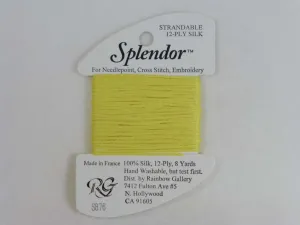 STRANDABLE
12-PLY SILK
Splendor™
For Needlepoint, Cross Stitch, Embroidery
Made in France
100% Silk, 12-Ply, 8 Yards
Hand Washable, but test first.
Dist. by Rainbow Gallery
7412 Fulton Ave #5
N. Hollywood
CA 91605
RG